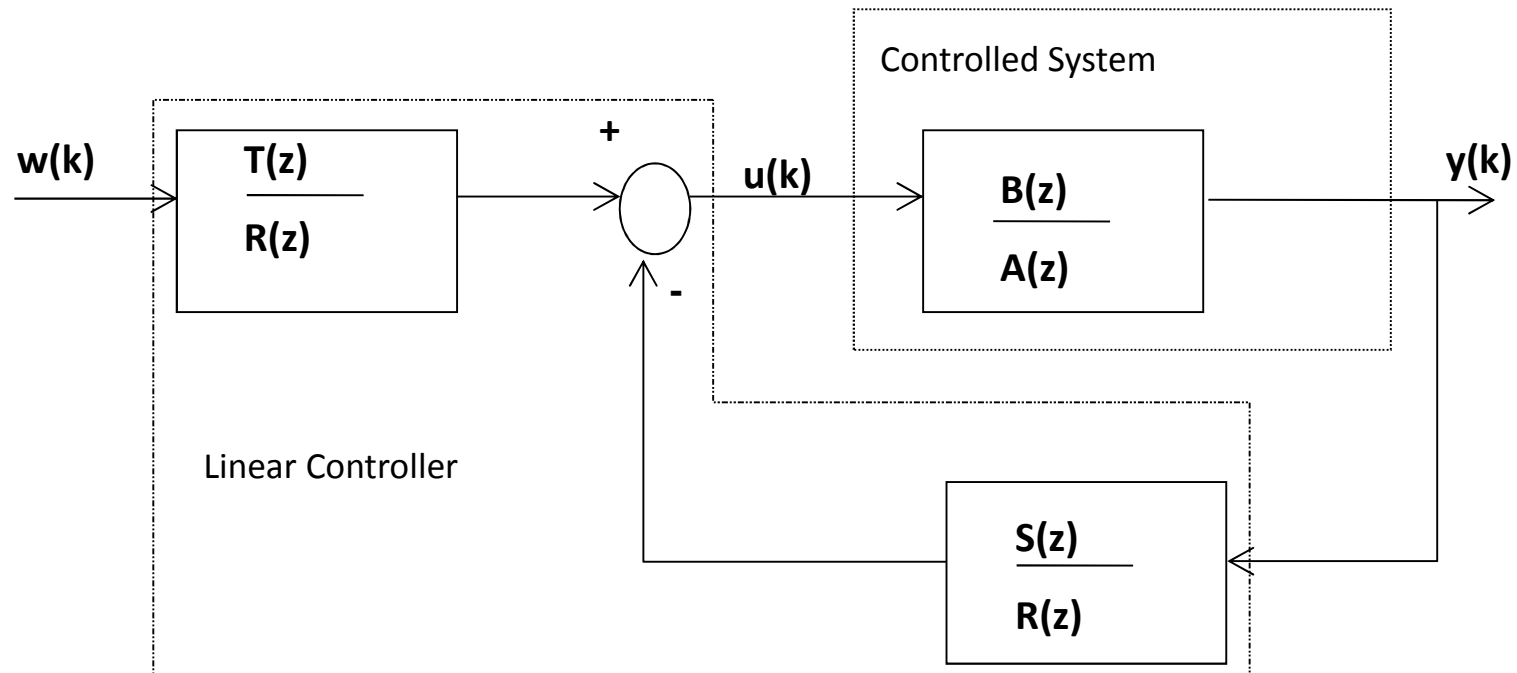 Controlled System
w(k)
T(z)
R(z)
+
-
u(k)
B(z)
A(z)
y(k)
Linear Controller
S(z)
R(z)